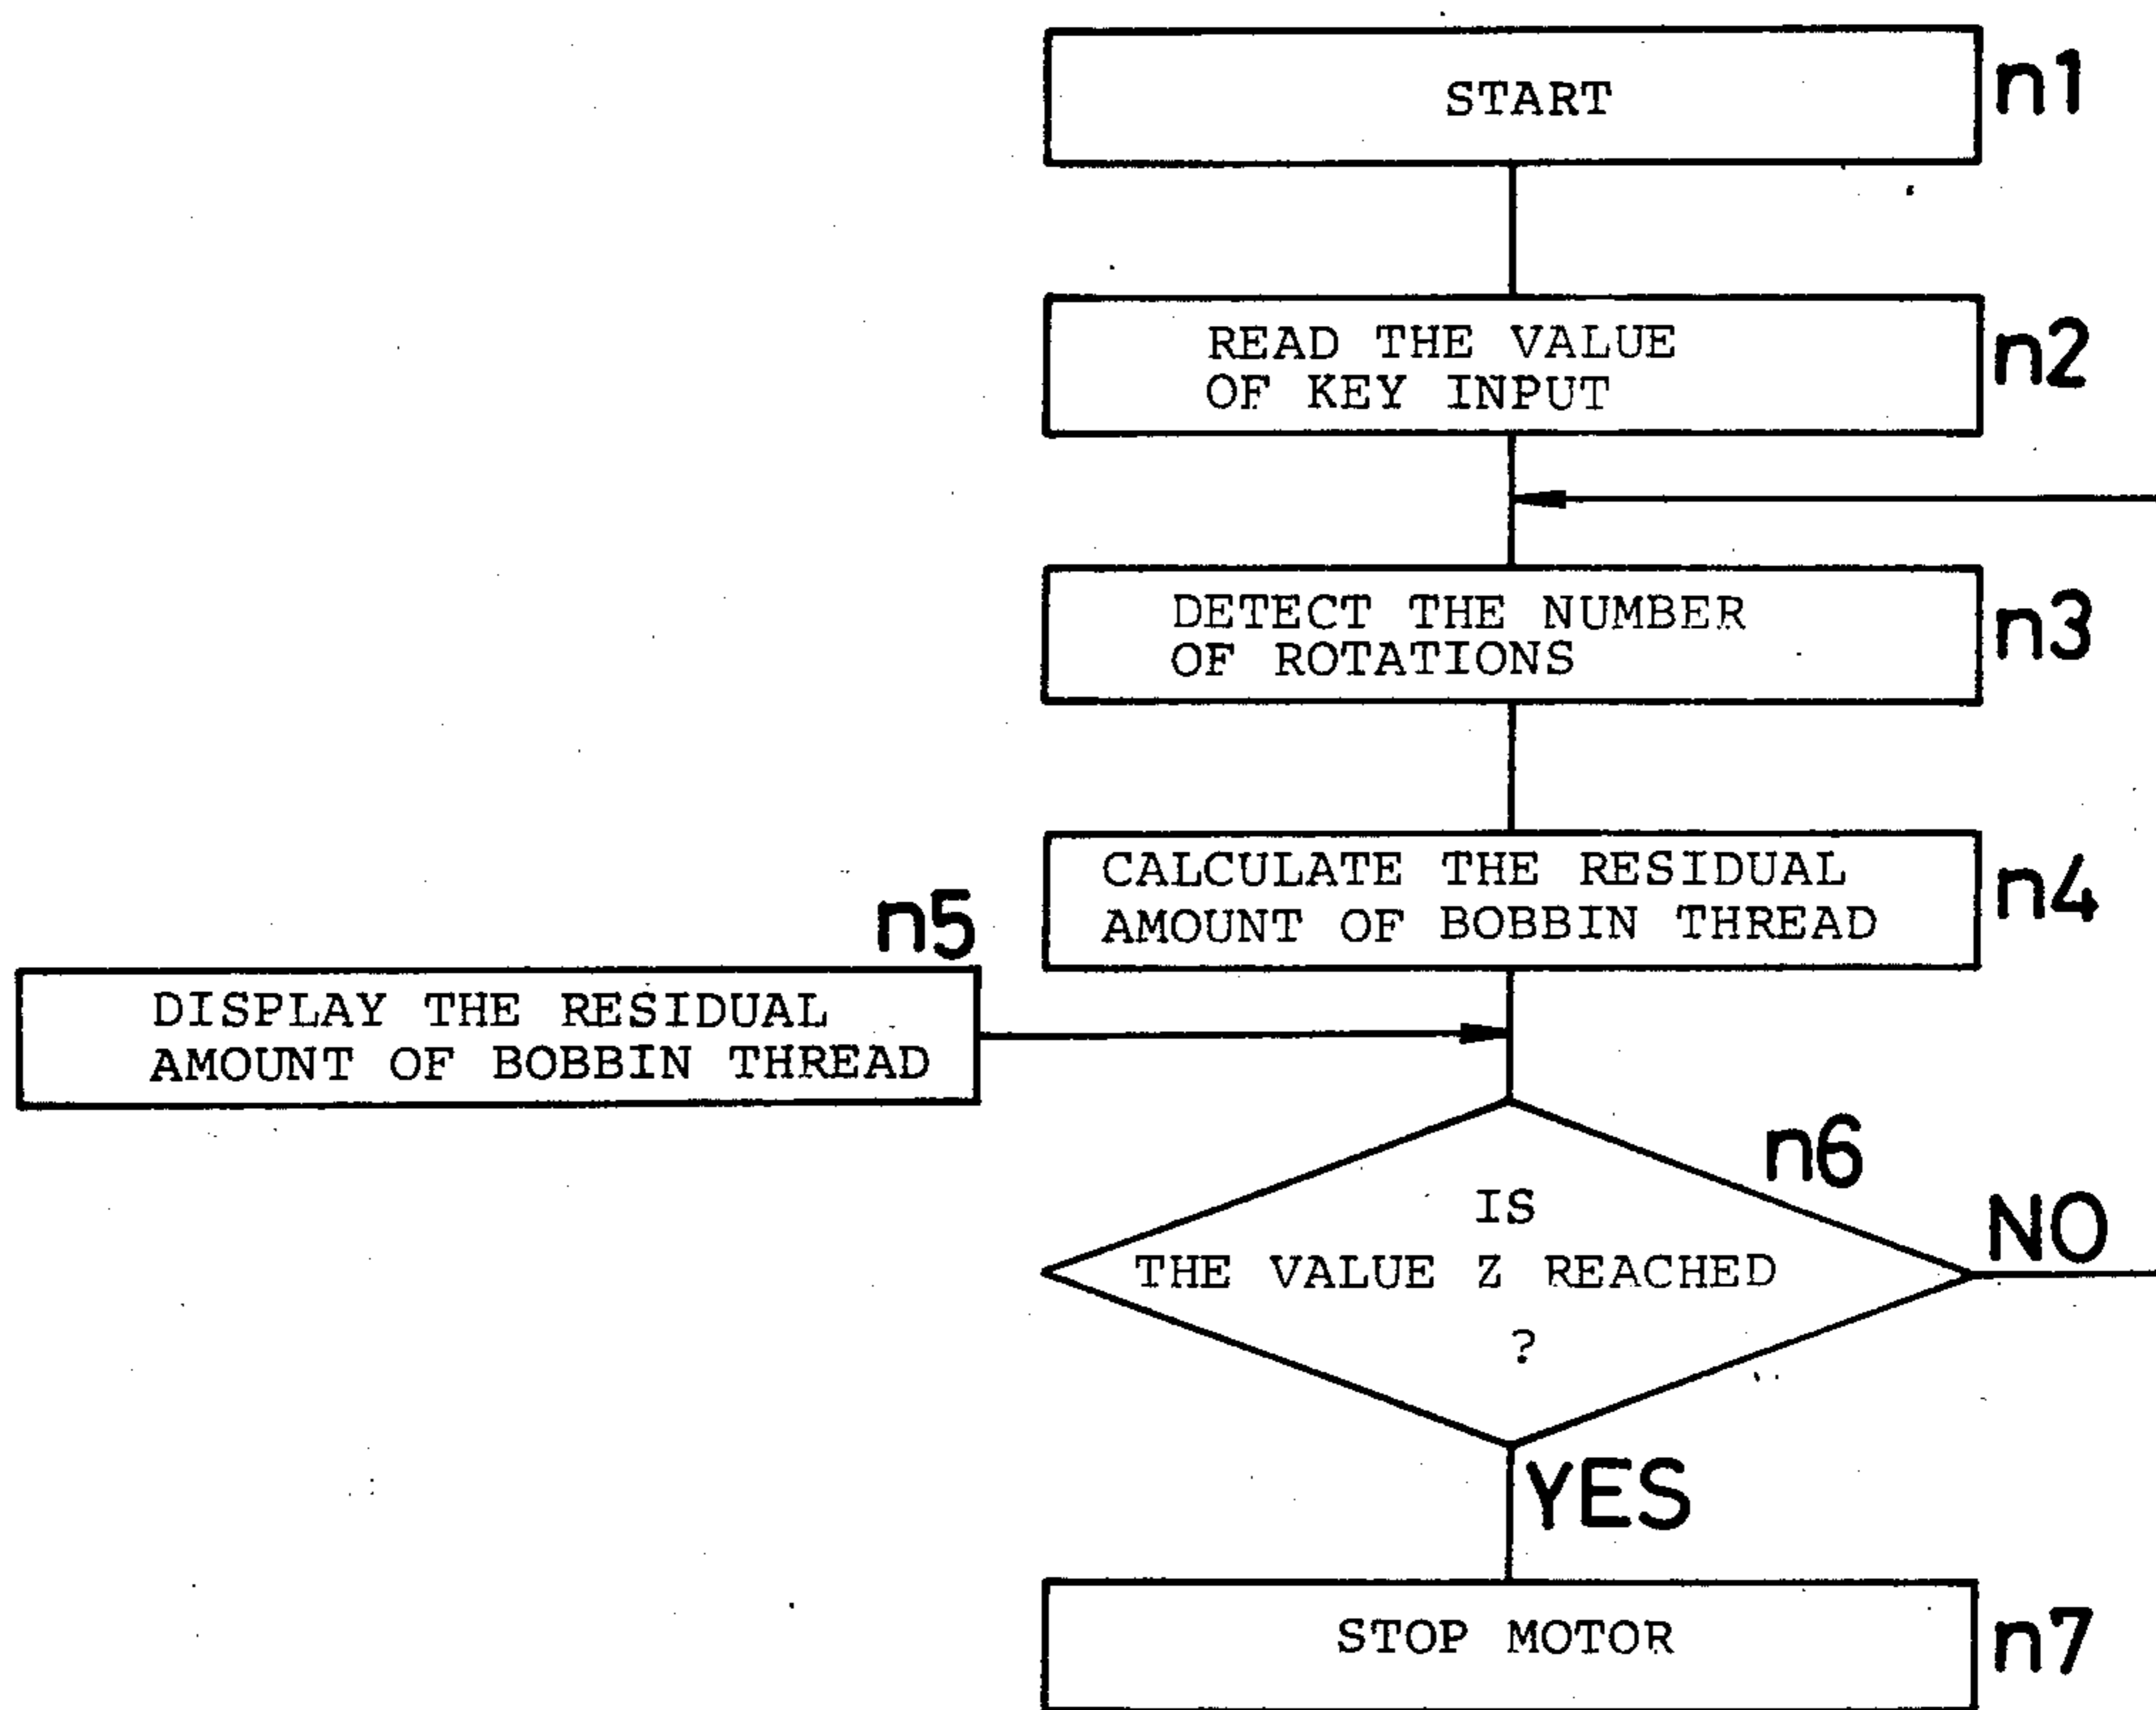 START
n1
READ THE VALUE
OF KEY INPUT
n2
DETECT THE NUMBER
OF ROTATIONS
n3
CALCULATE THE RESIDUAL
AMOUNT OF BOBBIN THREAD
n4
n5
DISPLAY THE RESIDUAL
AMOUNT OF BOBBIN THREAD
n6
IS
THE VALUE Z REACHED
?
NO
YES
STOP MOTOR
n7